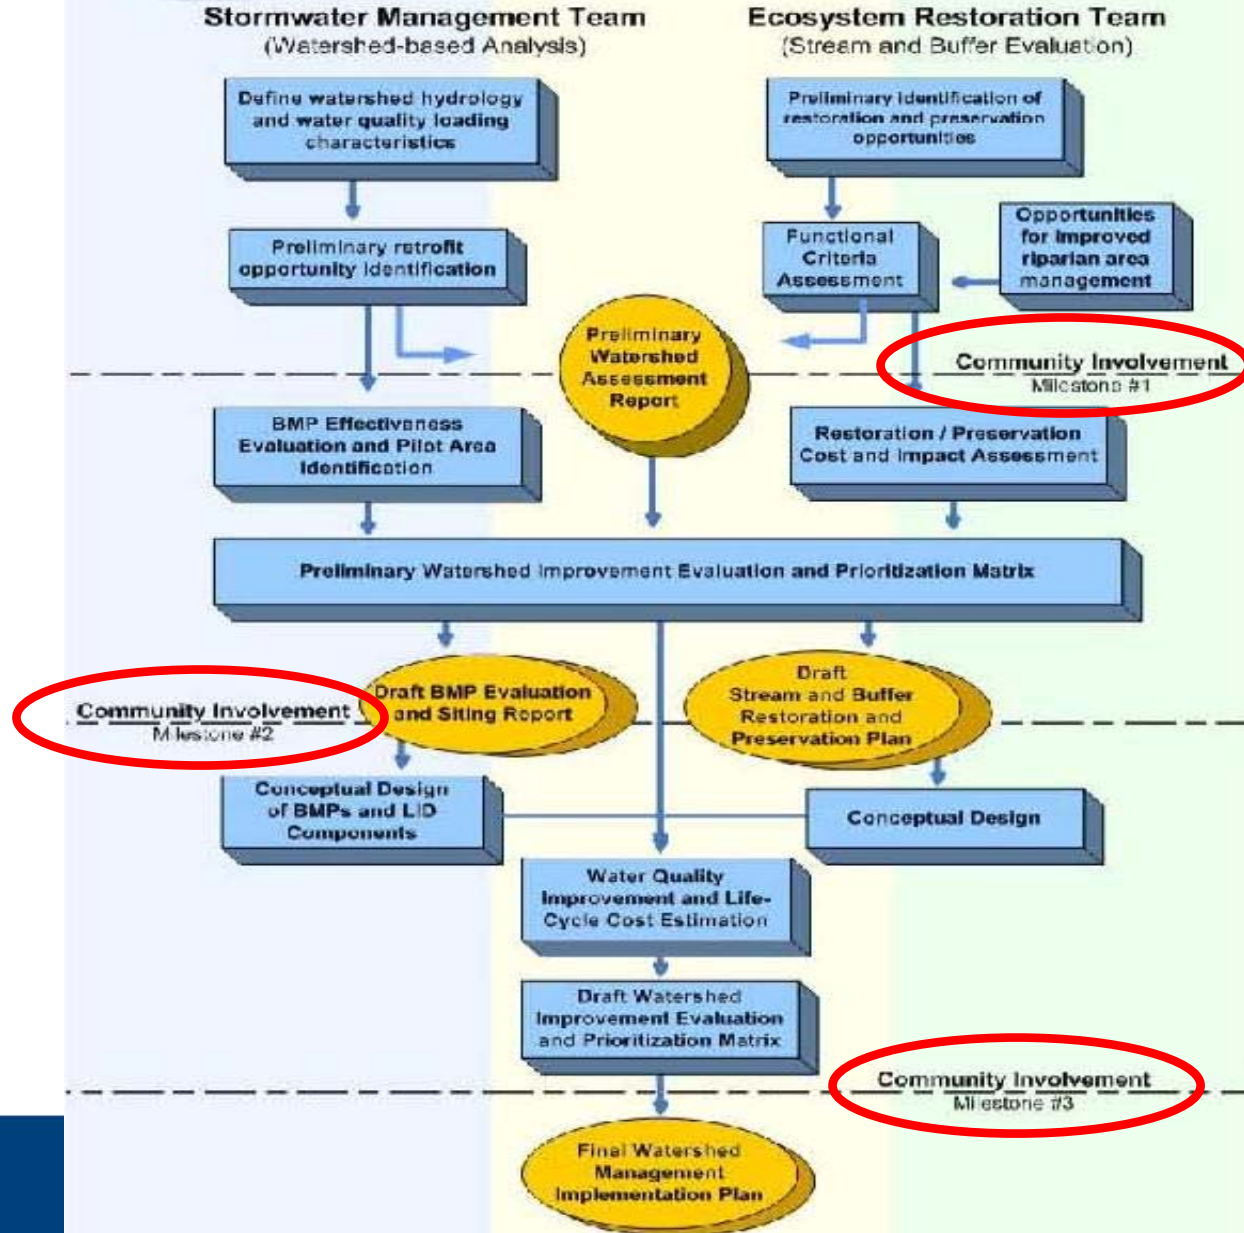 Stormwater Management Team
(Watershed-based Analysis)
Ecosystem Restoration Team
(Stream and Buffer Evaluation)
Define watershed hydrology
and water quality loading
characteristics
Preliminary identification of
restoration and preservation
opportunities
Preliminary retrofit
opportunity identification
Functional
Criteria
Assessment
Opportunities
for improved
riparian area
management
Preliminary
Watershed
Assessment
Report
Community Involvement
Milestone #1
BMP Effectiveness
Evaluation and Pilot Area
Identification
Restoration / Preservation
Cost and Impact Assessment
Preliminary Watershed Improvement Evaluation and Prioritization Matrix
Community Involvement
Milestone #2
Draft BMP Evaluation
and Siting Report
Draft
Stream and Buffer
Restoration and
Preservation Plan
Conceptual Design
of BMPs and LID
Components
Conceptual Design
Water Quality
Improvement and Life-
Cycle Cost Estimation
Draft Watershed
Improvement Evaluation
and Prioritization Matrix
Community Involvement
Milestone #3
Final Watershed
Management
Implementation Plan